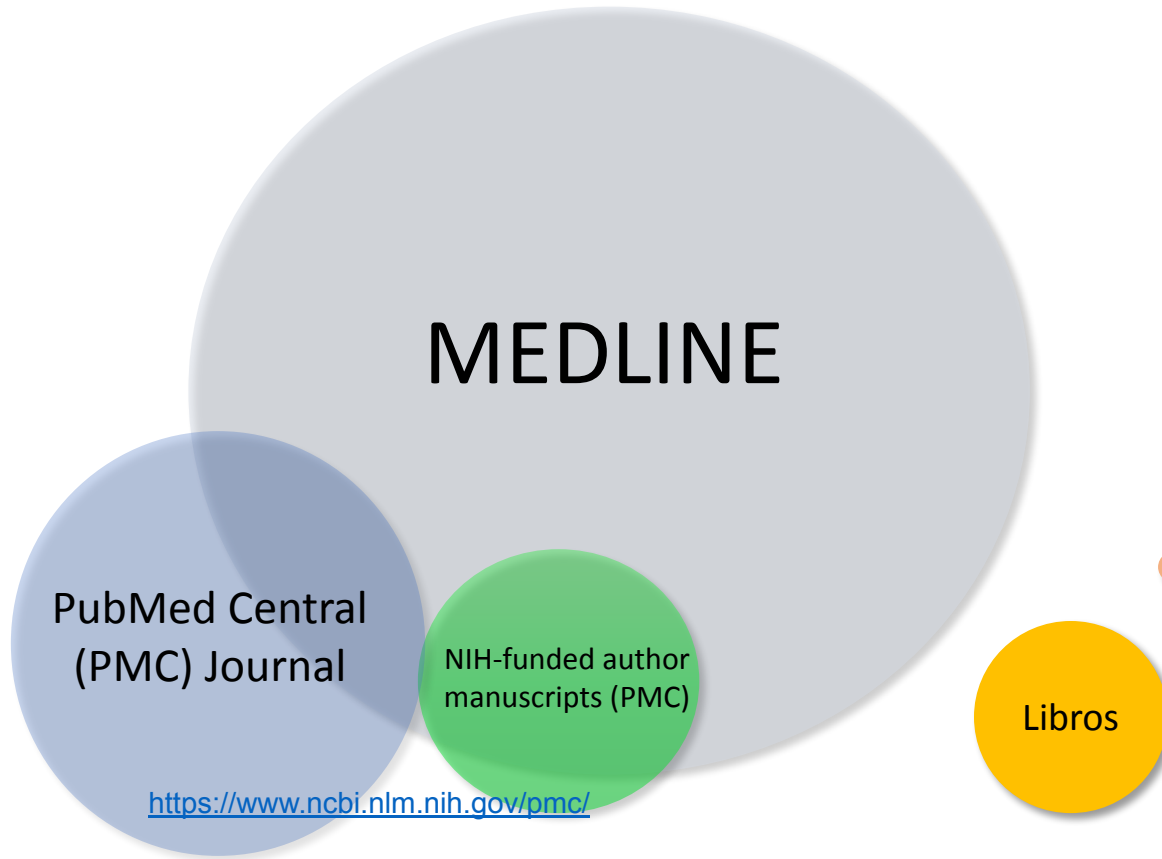 MEDLINE
PubMed Central
(PMC) Journal
NIH-funded author
manuscripts (PMC)
Libros
https://www.ncbi.nlm.nih.gov/pmc/